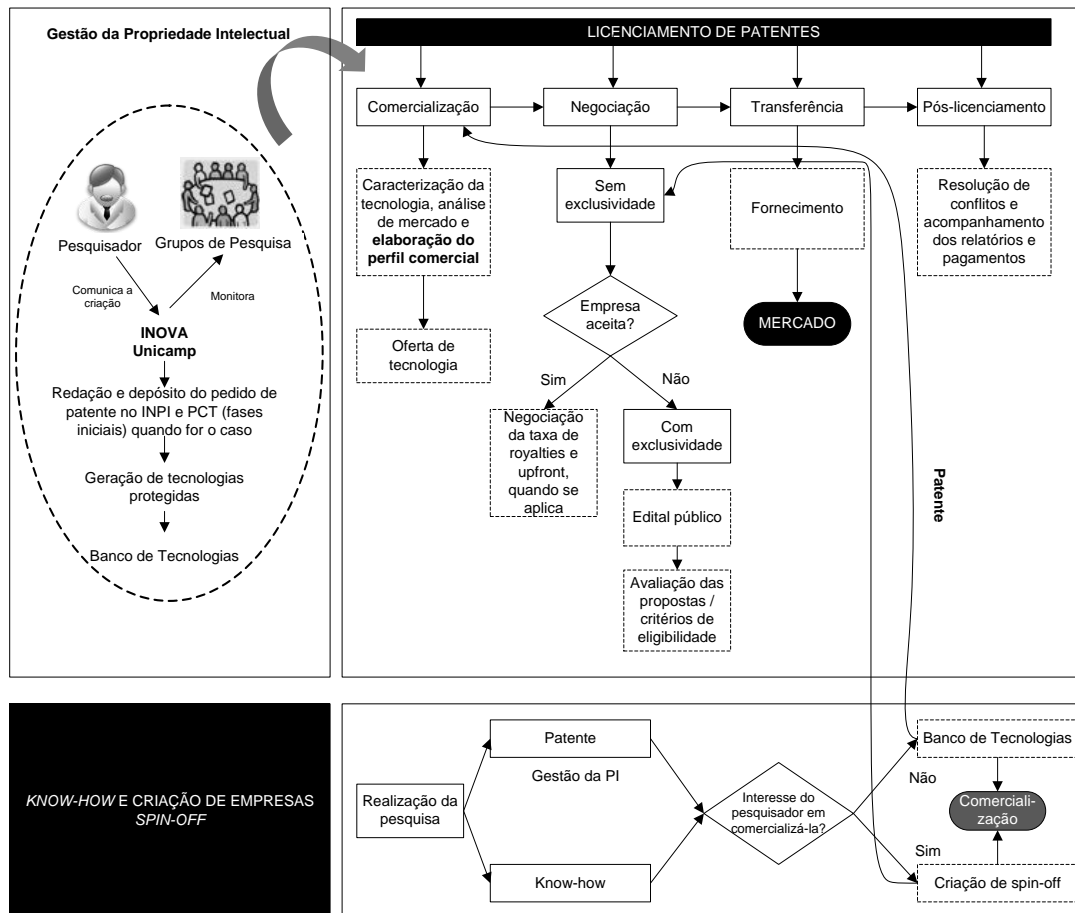 Gestão da Propriedade Intelectual
Pesquisador
Grupos de Pesquisa
Comunica a
criação
Monitora
INOVA
Unicamp
Redação e depósito do pedido de
patente no INPI e PCT (fases
iniciais) quando for o caso
Geração de tecnologias
protegidas
Banco de Tecnologias
LICENCIAMENTO DE PATENTES
Comercialização
Negociação
Transferência
Pós-licenciamento
Caracterização da
tecnologia, análise
de mercado e
elaboração do
perfil comercial
Sem
exclusividade
Fornecimento
Resolução de
conflitos e
acompanhamento
dos relatórios e
pagamentos
Empresa
aceita?
MERCADO
Oferta de
tecnologia
Sim
Não
Negociação
da taxa de
royalties e
upfront,
quando se
aplica
Com
exclusividade
Edital público
Avaliação das
propostas /
critérios de
eligibilidade
Patente
KNOW-HOW E CRIAÇÃO DE EMPRESAS
SPIN-OFF
Realização da
pesquisa
Patente
Gestão da PI
Know-how
Interesse do
pesquisador em
comercializá-la?
Banco de Tecnologias
Não
Comerciali-
zação
Sim
Criação de spin-off